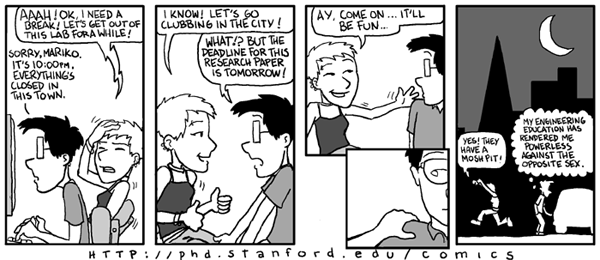 AAAH! OK, I NEED A
BREAK! LET'S GET OUT OF
THIS LAB FOR A WHILE!
SORRY, MARIKO.
IT'S 10:00PM.
EVERYTHING'S
CLOSED IN
THIS TOWN.
I KNOW! LET'S GO
CLUBBING IN THE CITY!
WHAT!? BUT THE
DEADLINE FOR THIS
RESEARCH PAPER
IS TOMORROW!
AY, COME ON... IT'LL
BE FUN...
YES! THEY
HAVE A
MOSH PIT!
MY ENGINEERING
EDUCATION HAS
RENDERED ME
POWERLESS
AGAINST THE
OPPOSITE SEX.
HTTP://phd.stanford.edu/comics